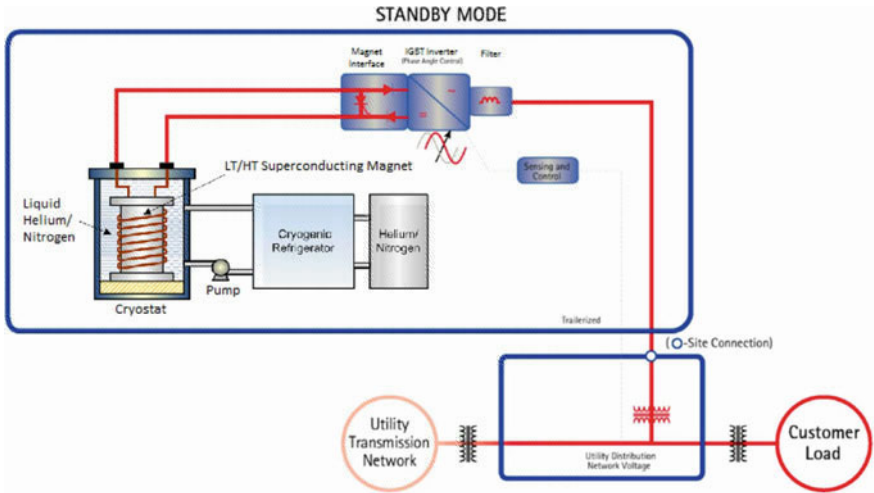 STANDBY MODE
Magnet
Interface
IGBT Inverter
(Phase Angle Control)
Filter
~
=
LT/HT Superconducting Magnet
Sensing and
Control
Liquid
Helium/
Nitrogen
Cryogenic
Refrigerator
Helium/
Nitrogen
Pump
Cryostat
Trailerized
(O-Site Connection)
Utility
Transmission
Network
Utility Distribution
Network Voltage
Customer
Load